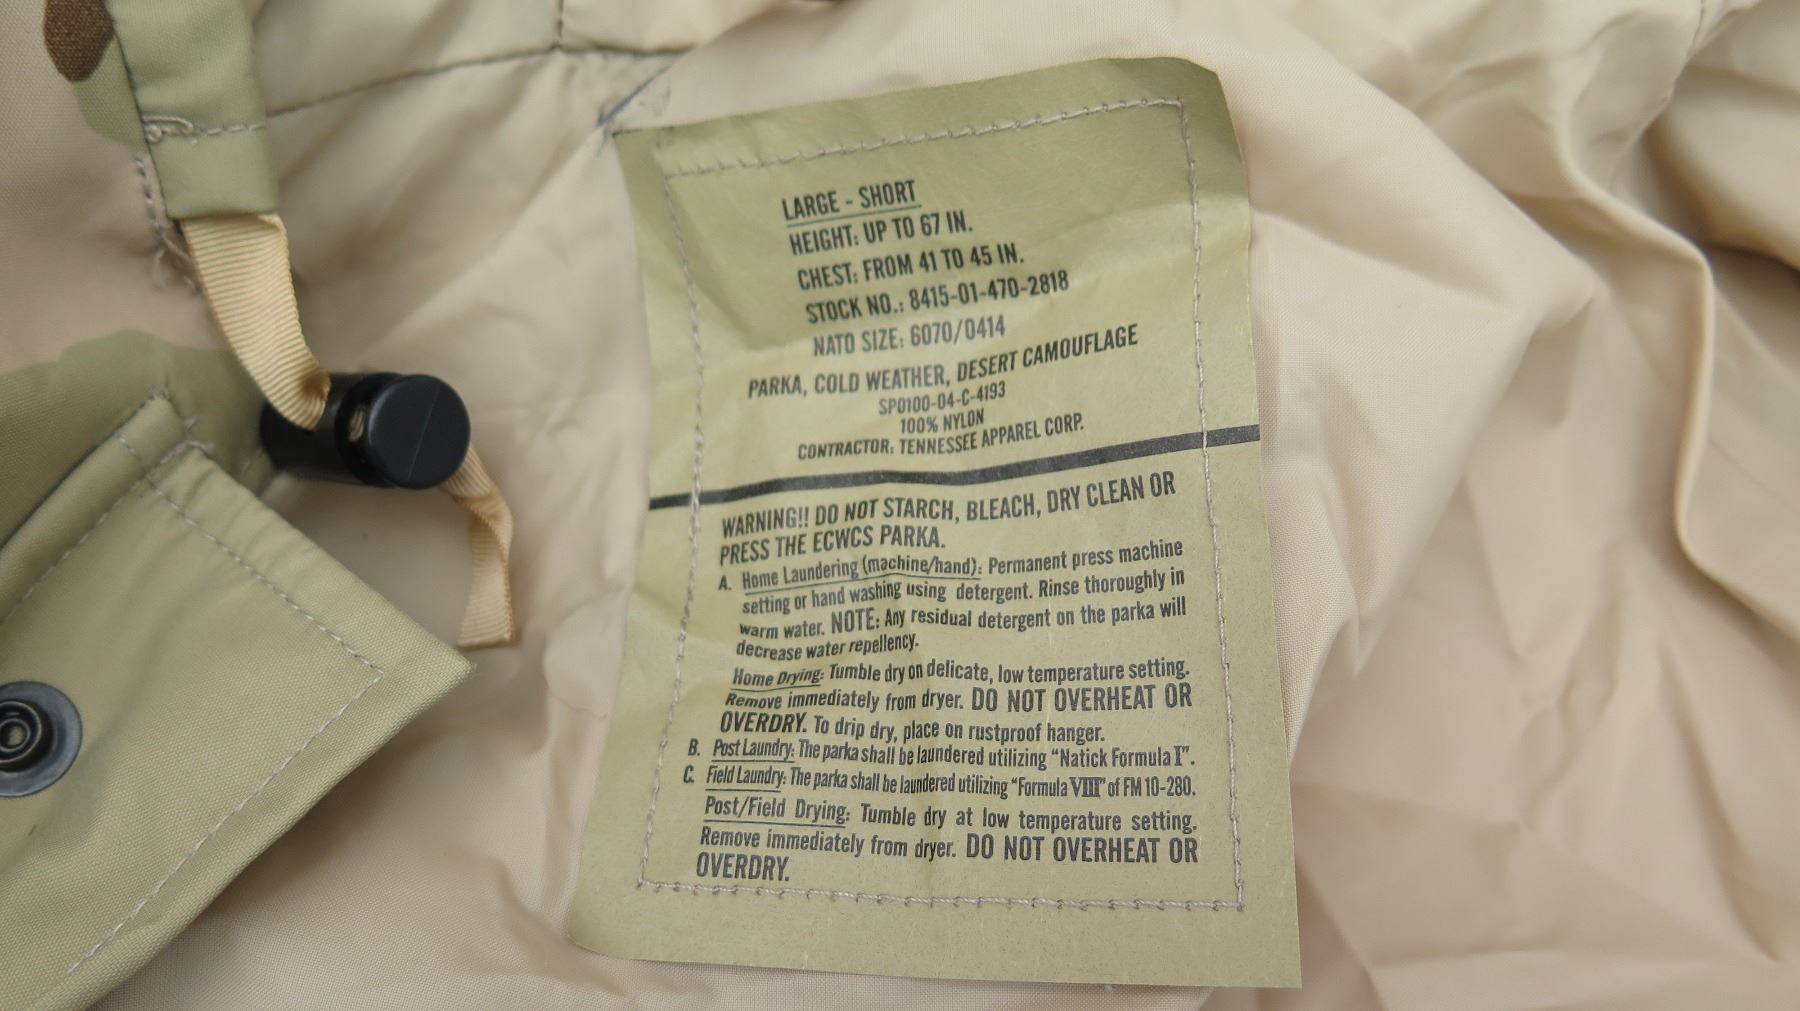 LARGE - SHORT
HEIGHT: UP TO 67 IN.
CHEST: FROM 41 TO 45 IN.
STOCK NO.: 8415-01-470-2818
NATO SIZE: 6070/0414
PARKA, COLD WEATHER, DESERT CAMOUFLAGE
SP0100-04-C-4193
100% NYLON
CONTRACTOR: TENNESSEE APPAREL CORP.
WARNING!! DO NOT STARCH, BLEACH, DRY CLEAN OR
PRESS THE ECWCS PARKA.
A. Home Laundering (machine/hand): Permanent press machine
setting or hand washing using detergent. Rinse thoroughly in
warm water. NOTE: Any residual detergent on the parka will
decrease water repellency.
Home Drying: Tumble dry on delicate, low temperature setting.
Remove immediately from dryer. DO NOT OVERHEAT OR
OVERDRY. To drip dry, place on rustproof hanger.
B. Post Laundry: The parka shall be laundered utilizing "Natick Formula I".
C. Field Laundry: The parka shall be laundered utilizing "Formula VIII" of FM 10-280.
Post/Field Drying: Tumble dry at low temperature setting.
Remove immediately from dryer. DO NOT OVERHEAT OR
OVERDRY.